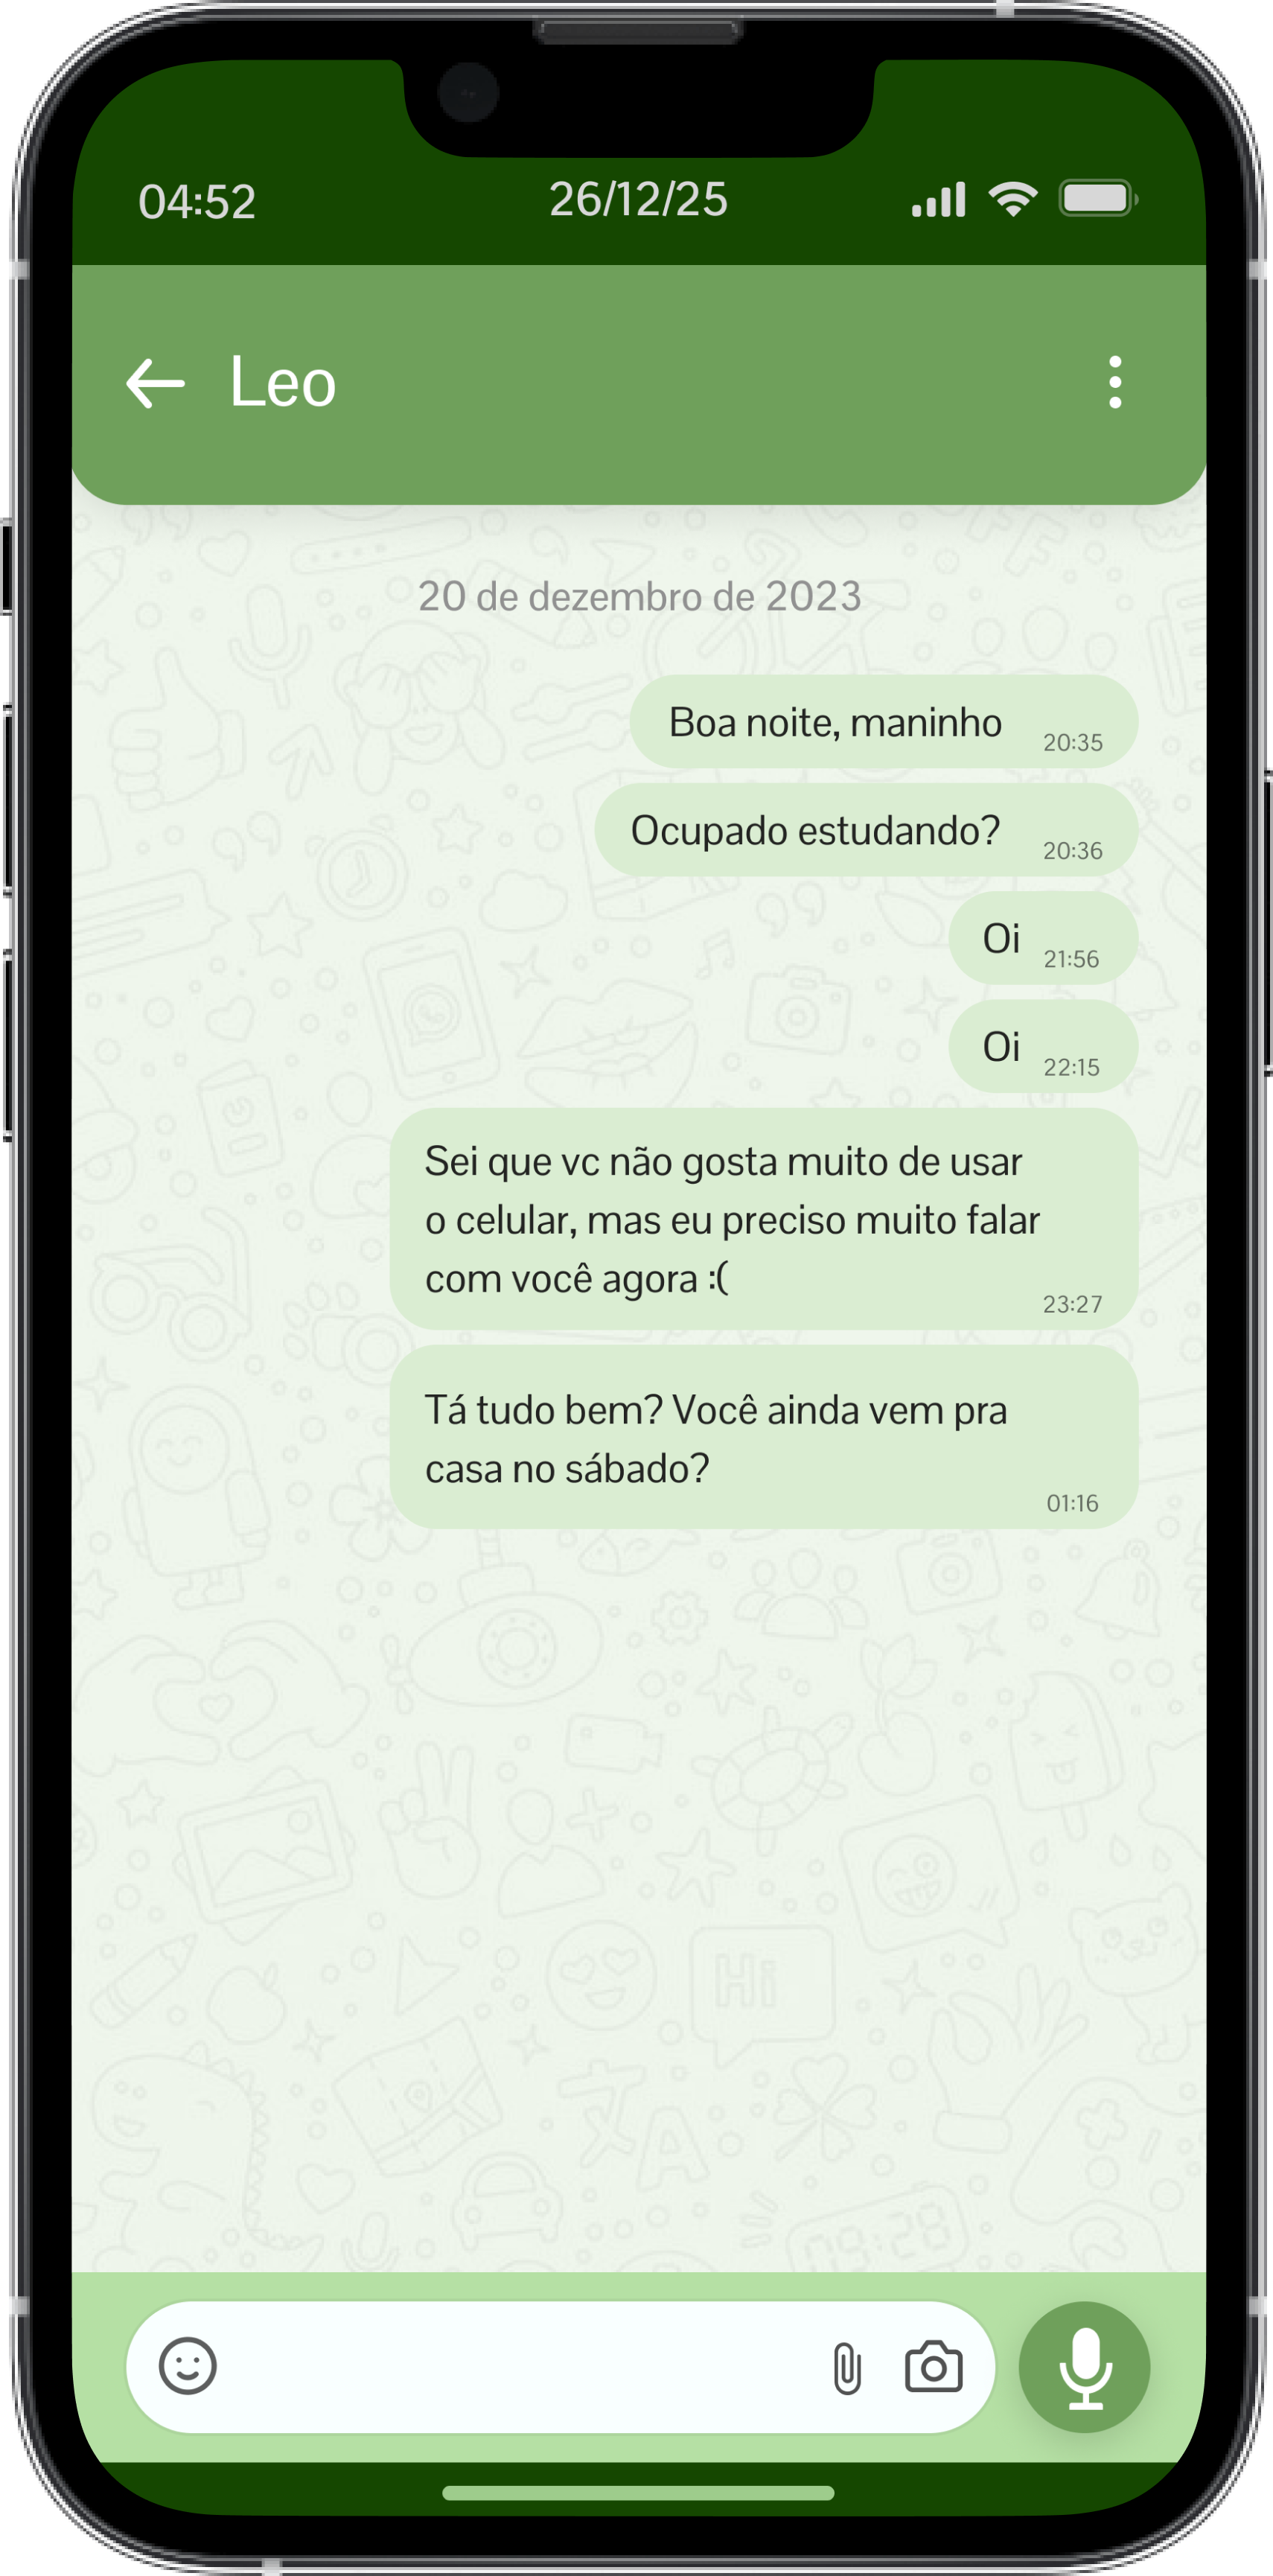 04:52 26/12/25
Leo
20 de dezembro de 2023
Boa noite, maninho 20:35
Ocupado estudando? 20:36
Oi 21:56
Oi 22:15
Sei que vc não gosta muito de usar
o celular, mas eu preciso muito falar
com você agora :(
23:27
Tá tudo bem? Você ainda vem pra
casa no sábado?
01:16
Hi
09:28